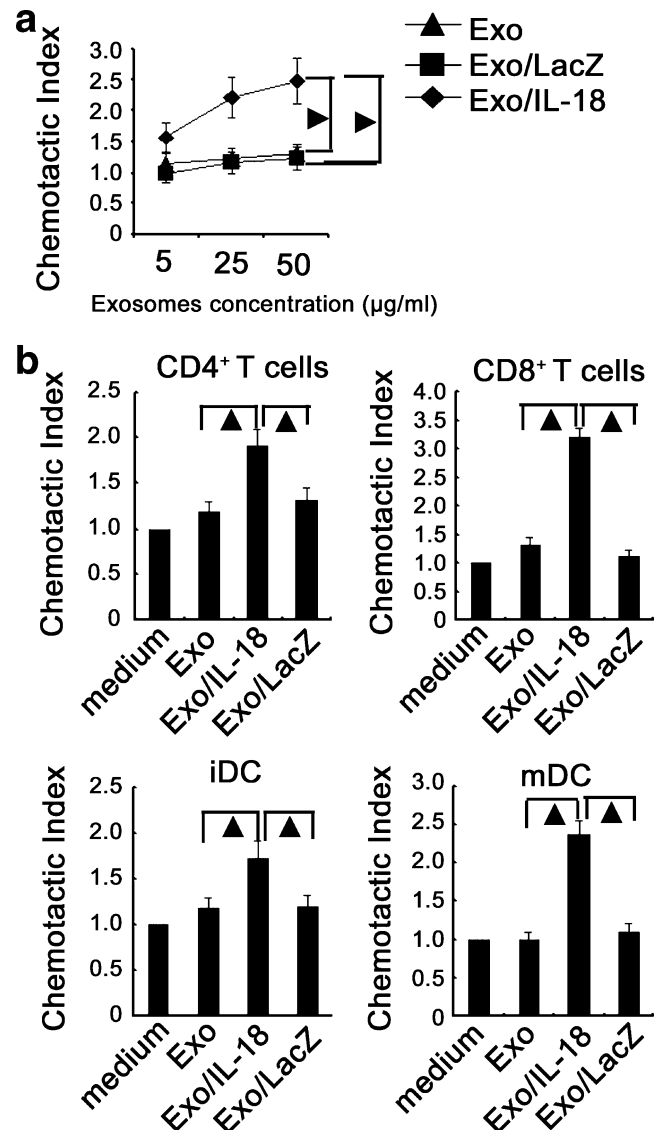 a
Chemotactic Index
3.0
2.5
2.0
1.5
1.0
0.5
0
5 25 50
Exosomes concentration (μg/ml)
Exo
Exo/LacZ
Exo/IL-18
b
CD4+ T cells
Chemotactic Index
2.5
2.0
1.5
1.0
0.5
0
medium Exo Exo/IL-18 Exo/LacZ
CD8+ T cells
Chemotactic Index
4.0
3.5
3.0
2.5
2.0
1.5
1.0
0.5
0
medium Exo Exo/IL-18 Exo/LacZ
iDC
Chemotactic Index
2.5
2.0
1.5
1.0
0.5
0
medium Exo Exo/IL-18 Exo/LacZ
mDC
Chemotactic Index
3.0
2.5
2.0
1.5
1.0
0.5
0
medium Exo Exo/IL-18 Exo/LacZ